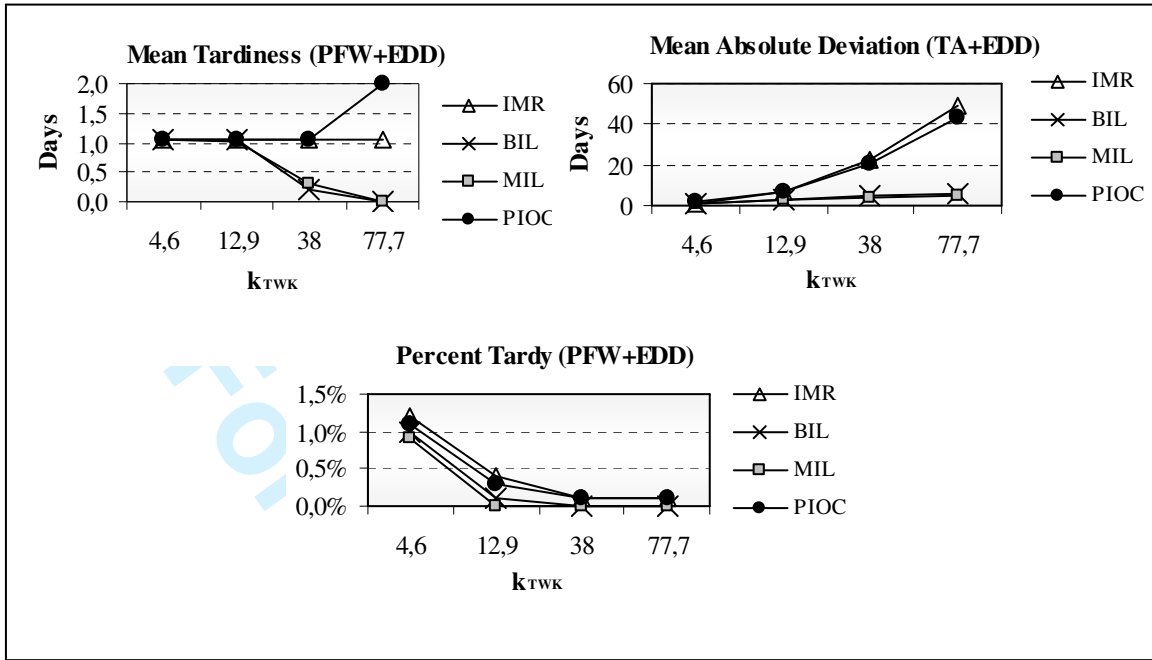 Mean Tardiness (PFW+EDD)
2,0
1,5
1,0
0,5
0,0
Days
4,6 12,9 38 77,7
kTWK
IMR
BIL
MIL
PIOC
Mean Absolute Deviation (TA+EDD)
60
40
20
0
Days
4,6 12,9 38 77,7
kTWK
IMR
BIL
MIL
PIOC
Percent Tardy (PFW+EDD)
1,5%
1,0%
0,5%
0,0%
4,6 12,9 38 77,7
kTWK
IMR
BIL
MIL
PIOC